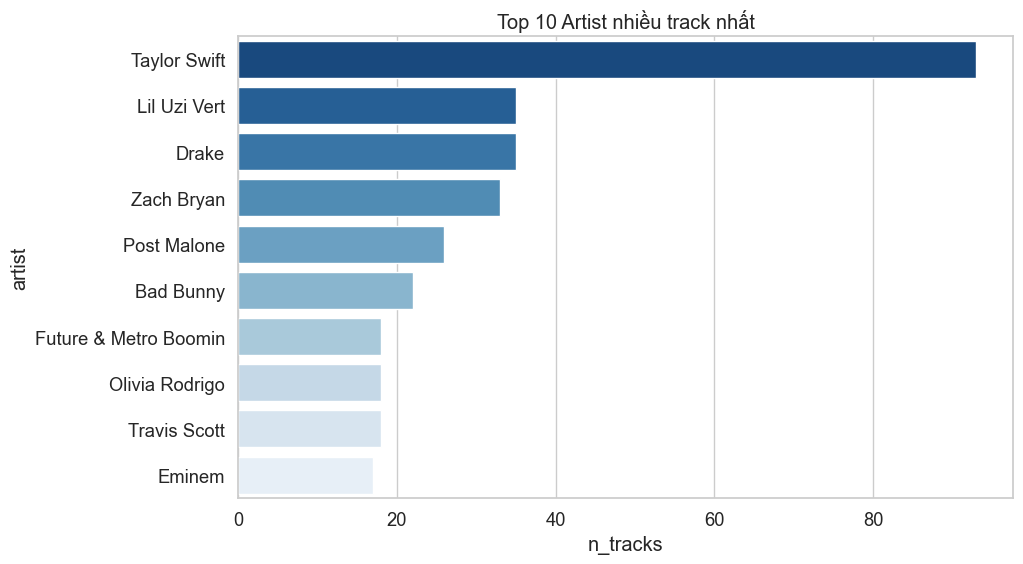 Top 10 Artist nhiều track nhất
artist
Taylor Swift
Lil Uzi Vert
Drake
Zach Bryan
Post Malone
Bad Bunny
Future & Metro Boomin
Olivia Rodrigo
Travis Scott
Eminem
0 20 40 60 80
n_tracks